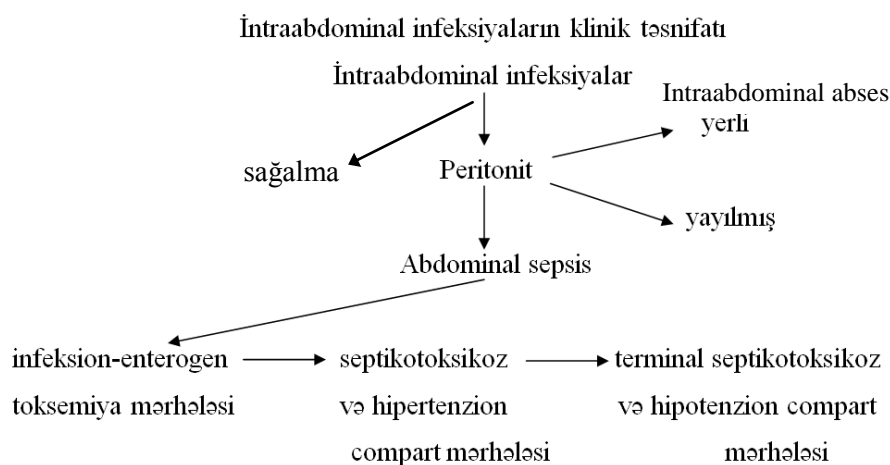 İntraabdominal infeksiyaların klinik təsnifatı
İntraabdominal infeksiyalar
Intraabdominal abses
yerli
sağalma
Peritonit
yayılmış
Abdominal sepsis
infeksion-enterogen
toksemiya mərhələsi
septikotoksikoz
və hipertenzion
compart mərhələsi
terminal septikotoksikoz
və hipotenzion compart
mərhələsi